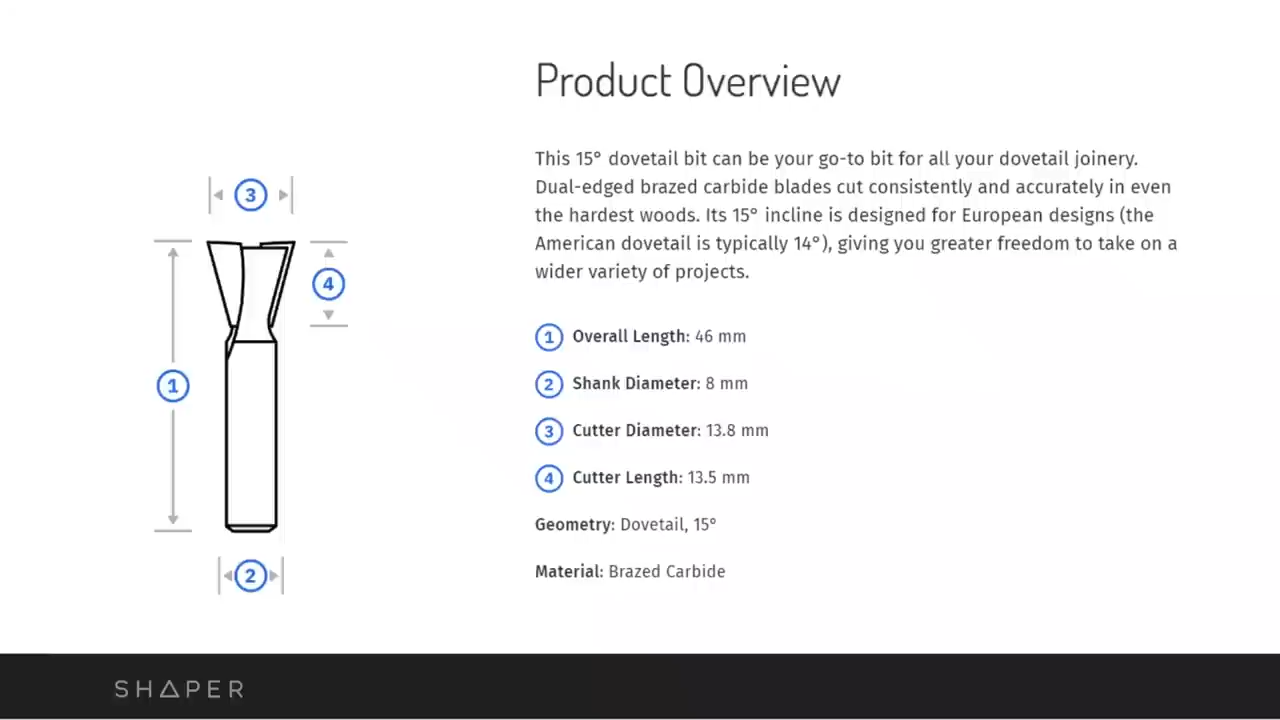 Product Overview
This 15° dovetail bit can be your go-to bit for all your dovetail joinery.
Dual-edged brazed carbide blades cut consistently and accurately in even
the hardest woods. Its 15° incline is designed for European designs (the
American dovetail is typically 14°), giving you greater freedom to take on a
wider variety of projects.
3
4
1
2
1 Overall Length: 46 mm
2 Shank Diameter: 8 mm
3 Cutter Diameter: 13.8 mm
4 Cutter Length: 13.5 mm
Geometry: Dovetail, 15°
Material: Brazed Carbide
SHAPER